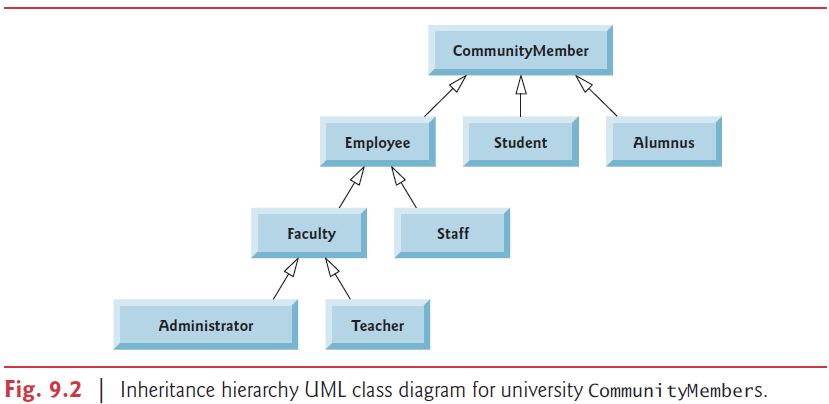 CommunityMember
Employee
Student
Alumnus
Faculty
Staff
Administrator
Teacher
Fig. 9.2 | Inheritance hierarchy UML class diagram for university CommunityMembers.